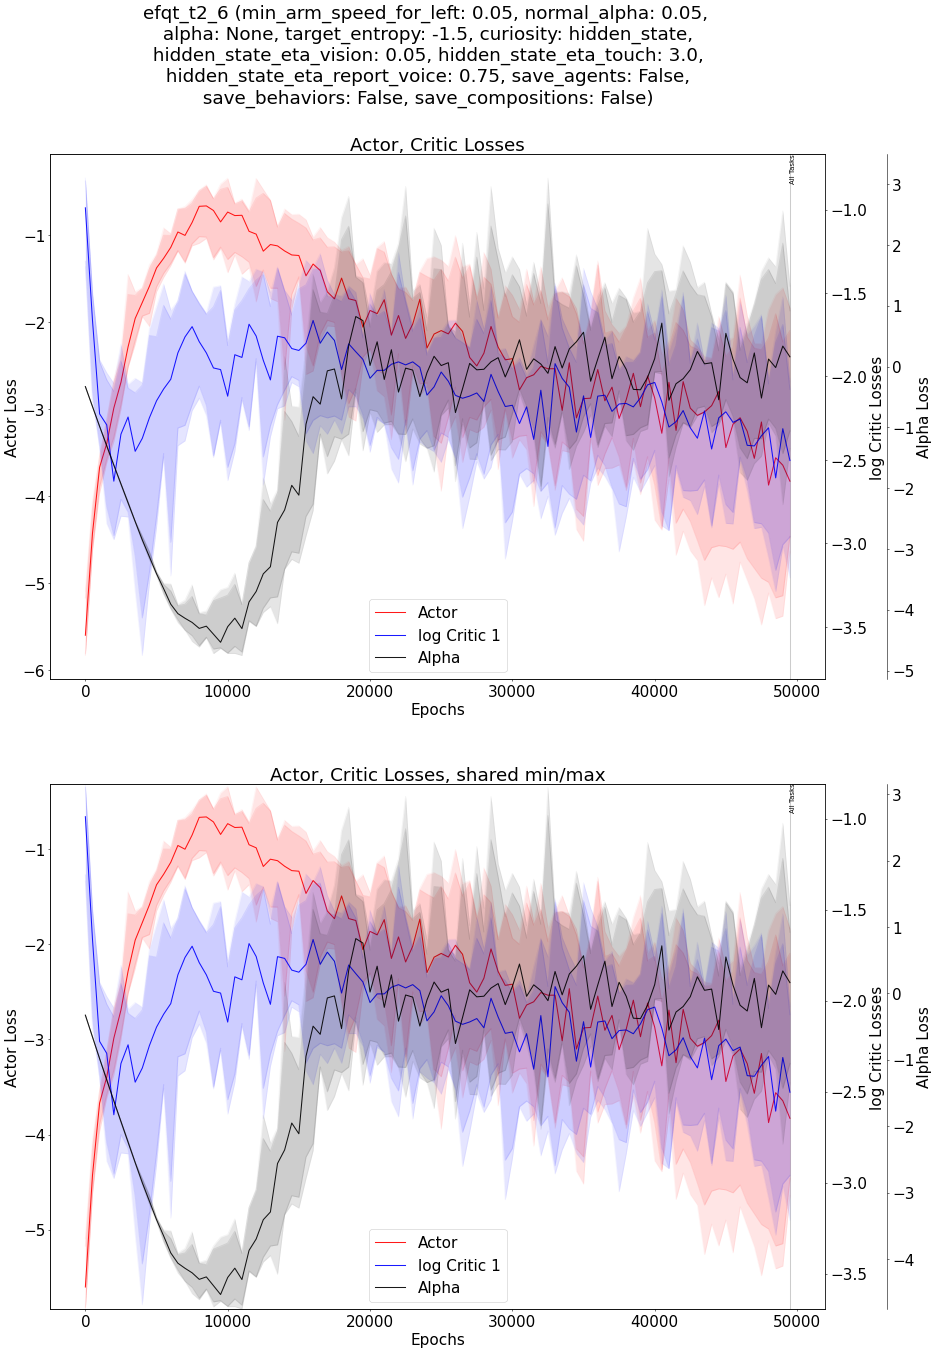 efqt_t2_6 (min_arm_speed_for_left: 0.05, normal_alpha: 0.05,
alpha: None, target_entropy: -1.5, curiosity: hidden_state,
hidden_state_eta_vision: 0.05, hidden_state_eta_touch: 3.0,
hidden_state_eta_report_voice: 0.75, save_agents: False,
save_behaviors: False, save_compositions: False)
Actor, Critic Losses
All Tasks
−1
−2
−3
−4
−5
−6
Actor Loss
−1.0
−1.5
−2.0
−2.5
−3.0
−3.5
log Critic Losses
3
2
1
0
−1
−2
−3
−4
−5
Alpha Loss
Actor
log Critic 1
Alpha
0 10000 20000 30000 40000 50000
Epochs
Actor, Critic Losses, shared min/max
All Tasks
−1
−2
−3
−4
−5
Actor Loss
−1.0
−1.5
−2.0
−2.5
−3.0
−3.5
log Critic Losses
3
2
1
0
−1
−2
−3
−4
Alpha Loss
Actor
log Critic 1
Alpha
0 10000 20000 30000 40000 50000
Epochs